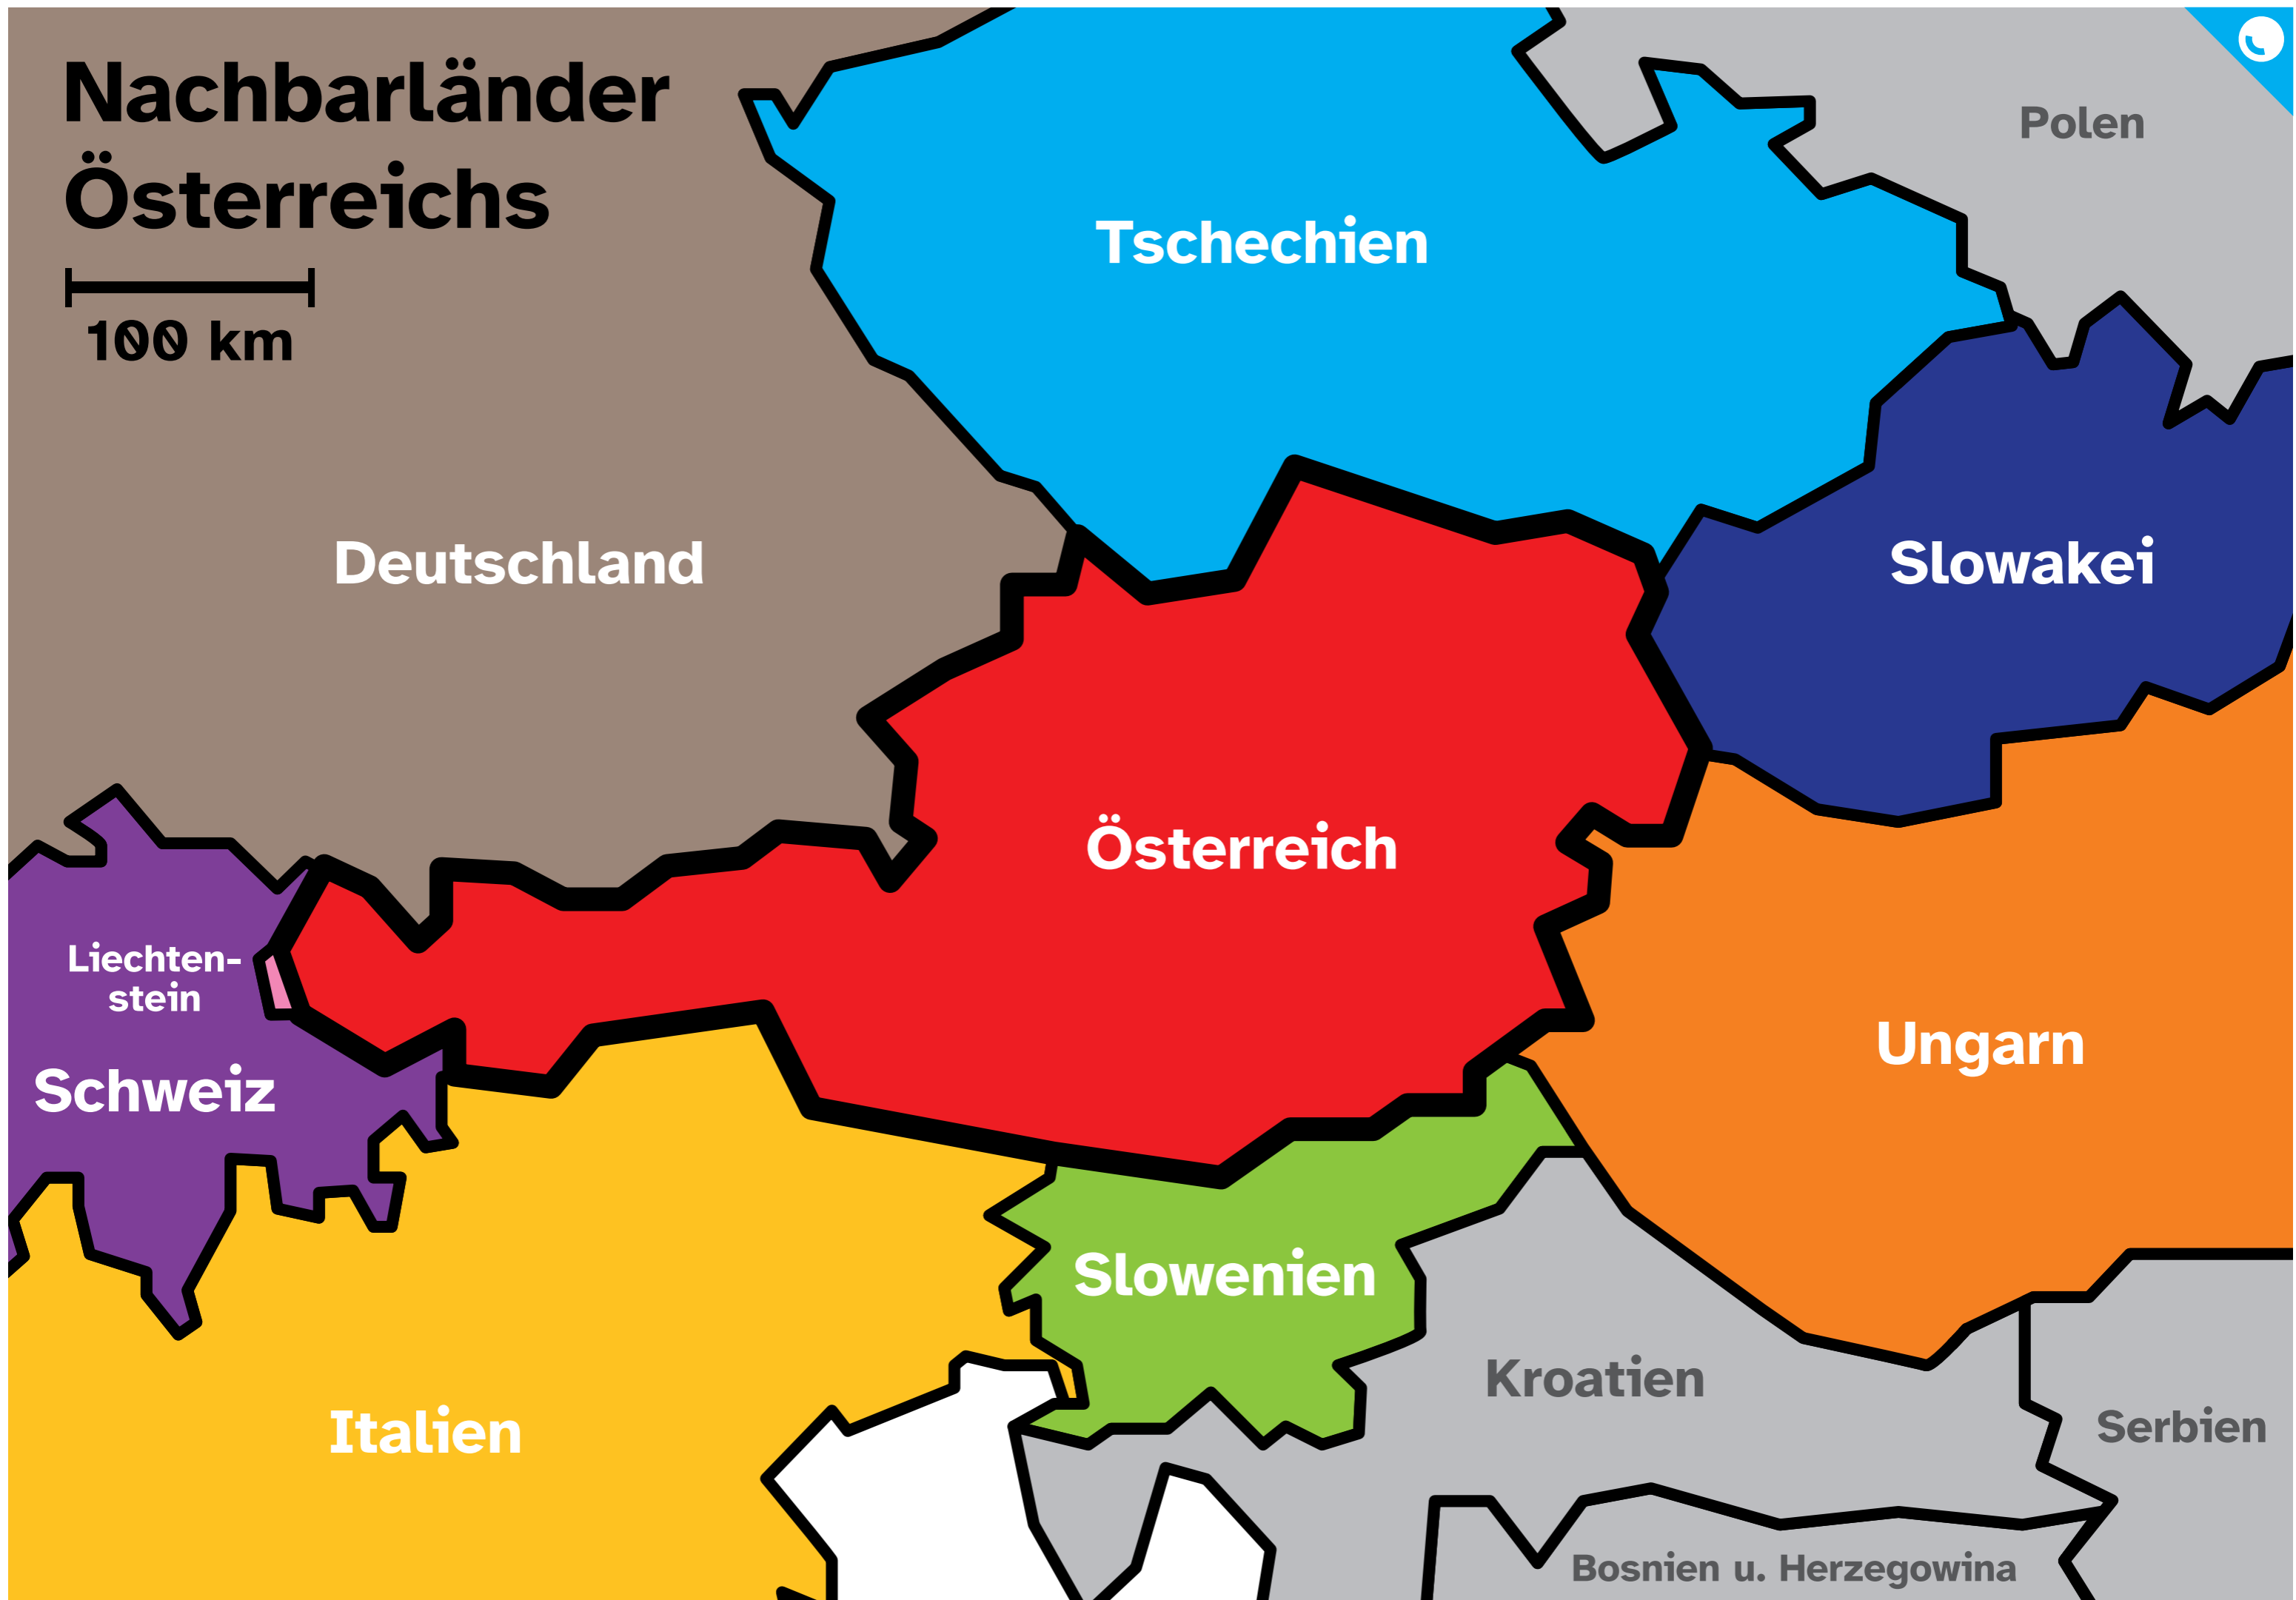 Nachbarländer
Österreichs
100 km
Polen
Tschechien
Deutschland
Slowakei
Österreich
Liechten-
stein
Schweiz
Ungarn
Slowenien
Kroatien
Italien
Serbien
Bosnien u. Herzegowina